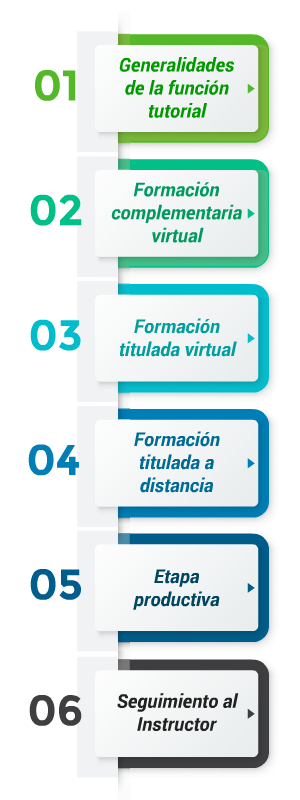 01
Generalidades
de la función
tutorial
02
Formación
complementaria
virtual
03
Formación
titulada virtual
04
Formación
titulada a
distancia
05
Etapa
productiva
06
Seguimiento al
Instructor